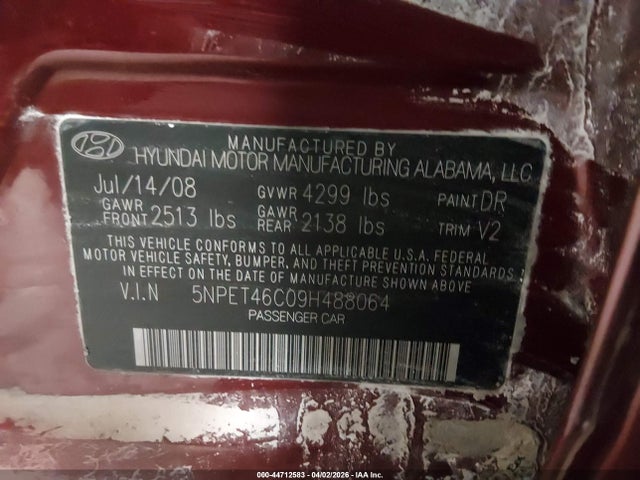 MANUFACTURED BY
HYUNDAI MOTOR MANUFACTURING ALABAMA, LLC
Jul/14/08 GVWR 4299 lbs PAINT DR
GAWR FRONT 2513 lbs GAWR REAR 2138 lbs TRIM V2
THIS VEHICLE CONFORMS TO ALL APPLICABLE U.S.A. FEDERAL
MOTOR VEHICLE SAFETY, BUMPER, AND THEFT PREVENTION STANDARDS
IN EFFECT ON THE DATE OF MANUFACTURE SHOWN ABOVE.
V.I.N 5NPET46C09H488064
PASSENGER CAR
000-44712583 - 04/02/2026 - IAA Inc.